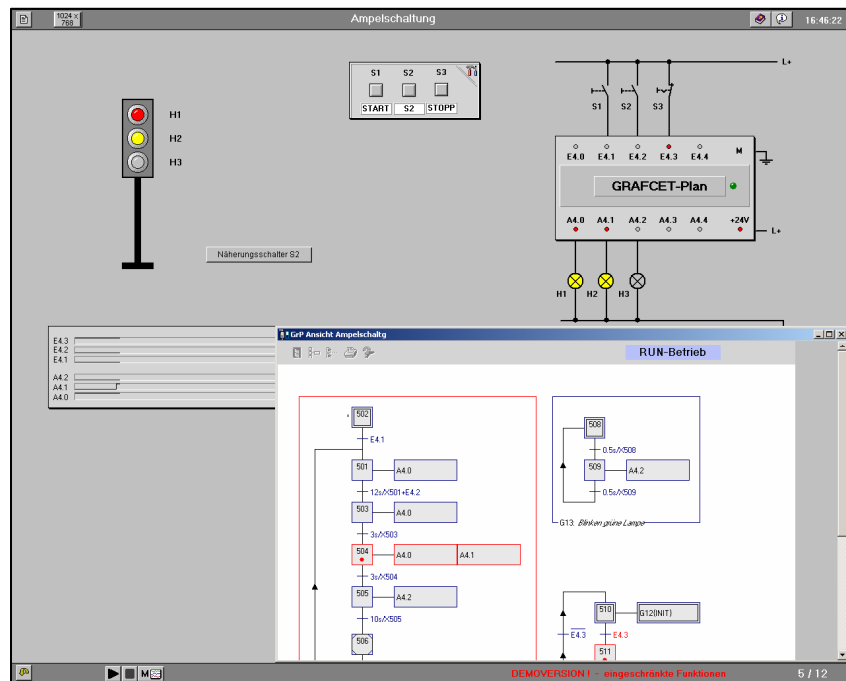 1024 x
768
Ampelschaltung
16:46:22
S1 S2 S3
START S2 STOPP
H1
H2
H3
Näherungsschalter S2
L+
S1 S2 S3
E4.0 E4.1 E4.2 E4.3 E4.4 M
GRAFCET-Plan
A4.0 A4.1 A4.2 A4.3 A4.4 +24V
L+
H1 H2 H3
E4.3
E4.2
E4.1
A4.2
A4.1
A4.0
GrP Ansicht Ampelschaltg
RUN-Betrieb
502
E4.1
501 A4.0
12s/X501+E4.2
503 A4.0
3s/X503
504 A4.0 A4.1
3s/X504
505 A4.2
10s/X505
506
508
0.5s/X508
509 A4.2
0.5s/X509
G13: Blinken grüne Lampe
510 G12(INIT)
E4.3 E4.3
511
M
DEMOVERSION ! - eingeschränkte Funktionen
5 / 12